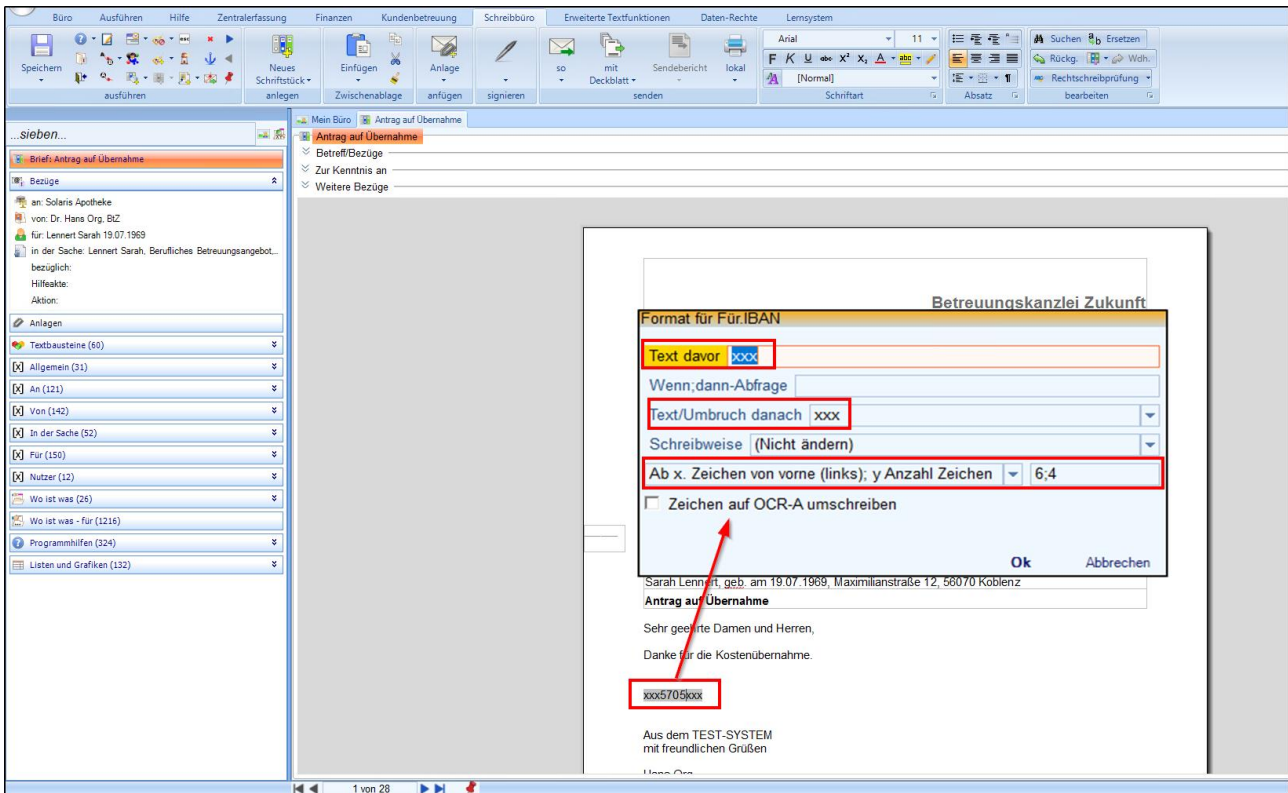 Büro Ausführen Hilfe Zentralerfassung Finanzen Kundenbetreuung Schreibbüro Erweiterte Textfunktionen Daten-Rechte Lernsystem
Speichern
ausführen
Neues Schriftstück
anlegen
Einfügen
Zwischenablage
Anlage
anfügen
signieren
so mit Deckblatt Sendebericht lokal
senden
Arial 11
F K U abc X² X₂ A abc
[Normal]
Schriftart
Absatz
Suchen Ersetzen
Rückg. Wdh.
Rechtschreibprüfung
bearbeiten
...sieben...
Brief: Antrag auf Übernahme
Bezüge
an: Solaris Apotheke
von: Dr. Hans Org, BtZ
für: Lennert Sarah 19.07.1969
in der Sache: Lennert Sarah, Berufliches Betreuungsangebot,..
bezüglich:
Hilfeakte:
Aktion:
Anlagen
Textbausteine (60)
[X] Allgemein (31)
[X] An (121)
[X] Von (142)
[X] In der Sache (52)
[X] Für (150)
[X] Nutzer (12)
Wo ist was (26)
Wo ist was - für (1216)
Programmhilfen (324)
Listen und Grafiken (132)
Mein Büro Antrag auf Übernahme
Antrag auf Übernahme
Betreff/Bezüge
Zur Kenntnis an
Weitere Bezüge
Betreuungskanzlei Zukunft
Format für Für.IBAN
Text davor xxx
Wenn;dann-Abfrage
Text/Umbruch danach xxx
Schreibweise (Nicht ändern)
Ab x. Zeichen von vorne (links); y Anzahl Zeichen 6;4
Zeichen auf OCR-A umschreiben
Ok Abbrechen
Sarah Lennert, geb. am 19.07.1969, Maximilianstraße 12, 56070 Koblenz
Antrag auf Übernahme
Sehr geehrte Damen und Herren,
Danke für die Kostenübernahme.
xxx5705xxx
Aus dem TEST-SYSTEM
mit freundlichen Grüßen
Hans Org
1 von 28